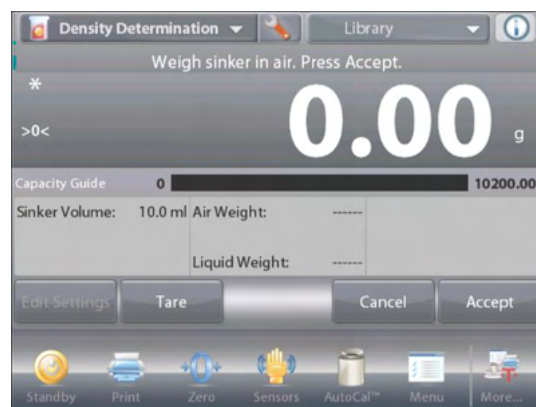 Density Determination Library
Weigh sinker in air. Press Accept.
*
>0< 0.00 g
Capacity Guide 0 10200.00
Sinker Volume: 10.0 ml Air Weight: ------
Liquid Weight: ------
Edit Settings Tare Cancel Accept
Standby Print Zero Sensors AutoCal™ Menu More...